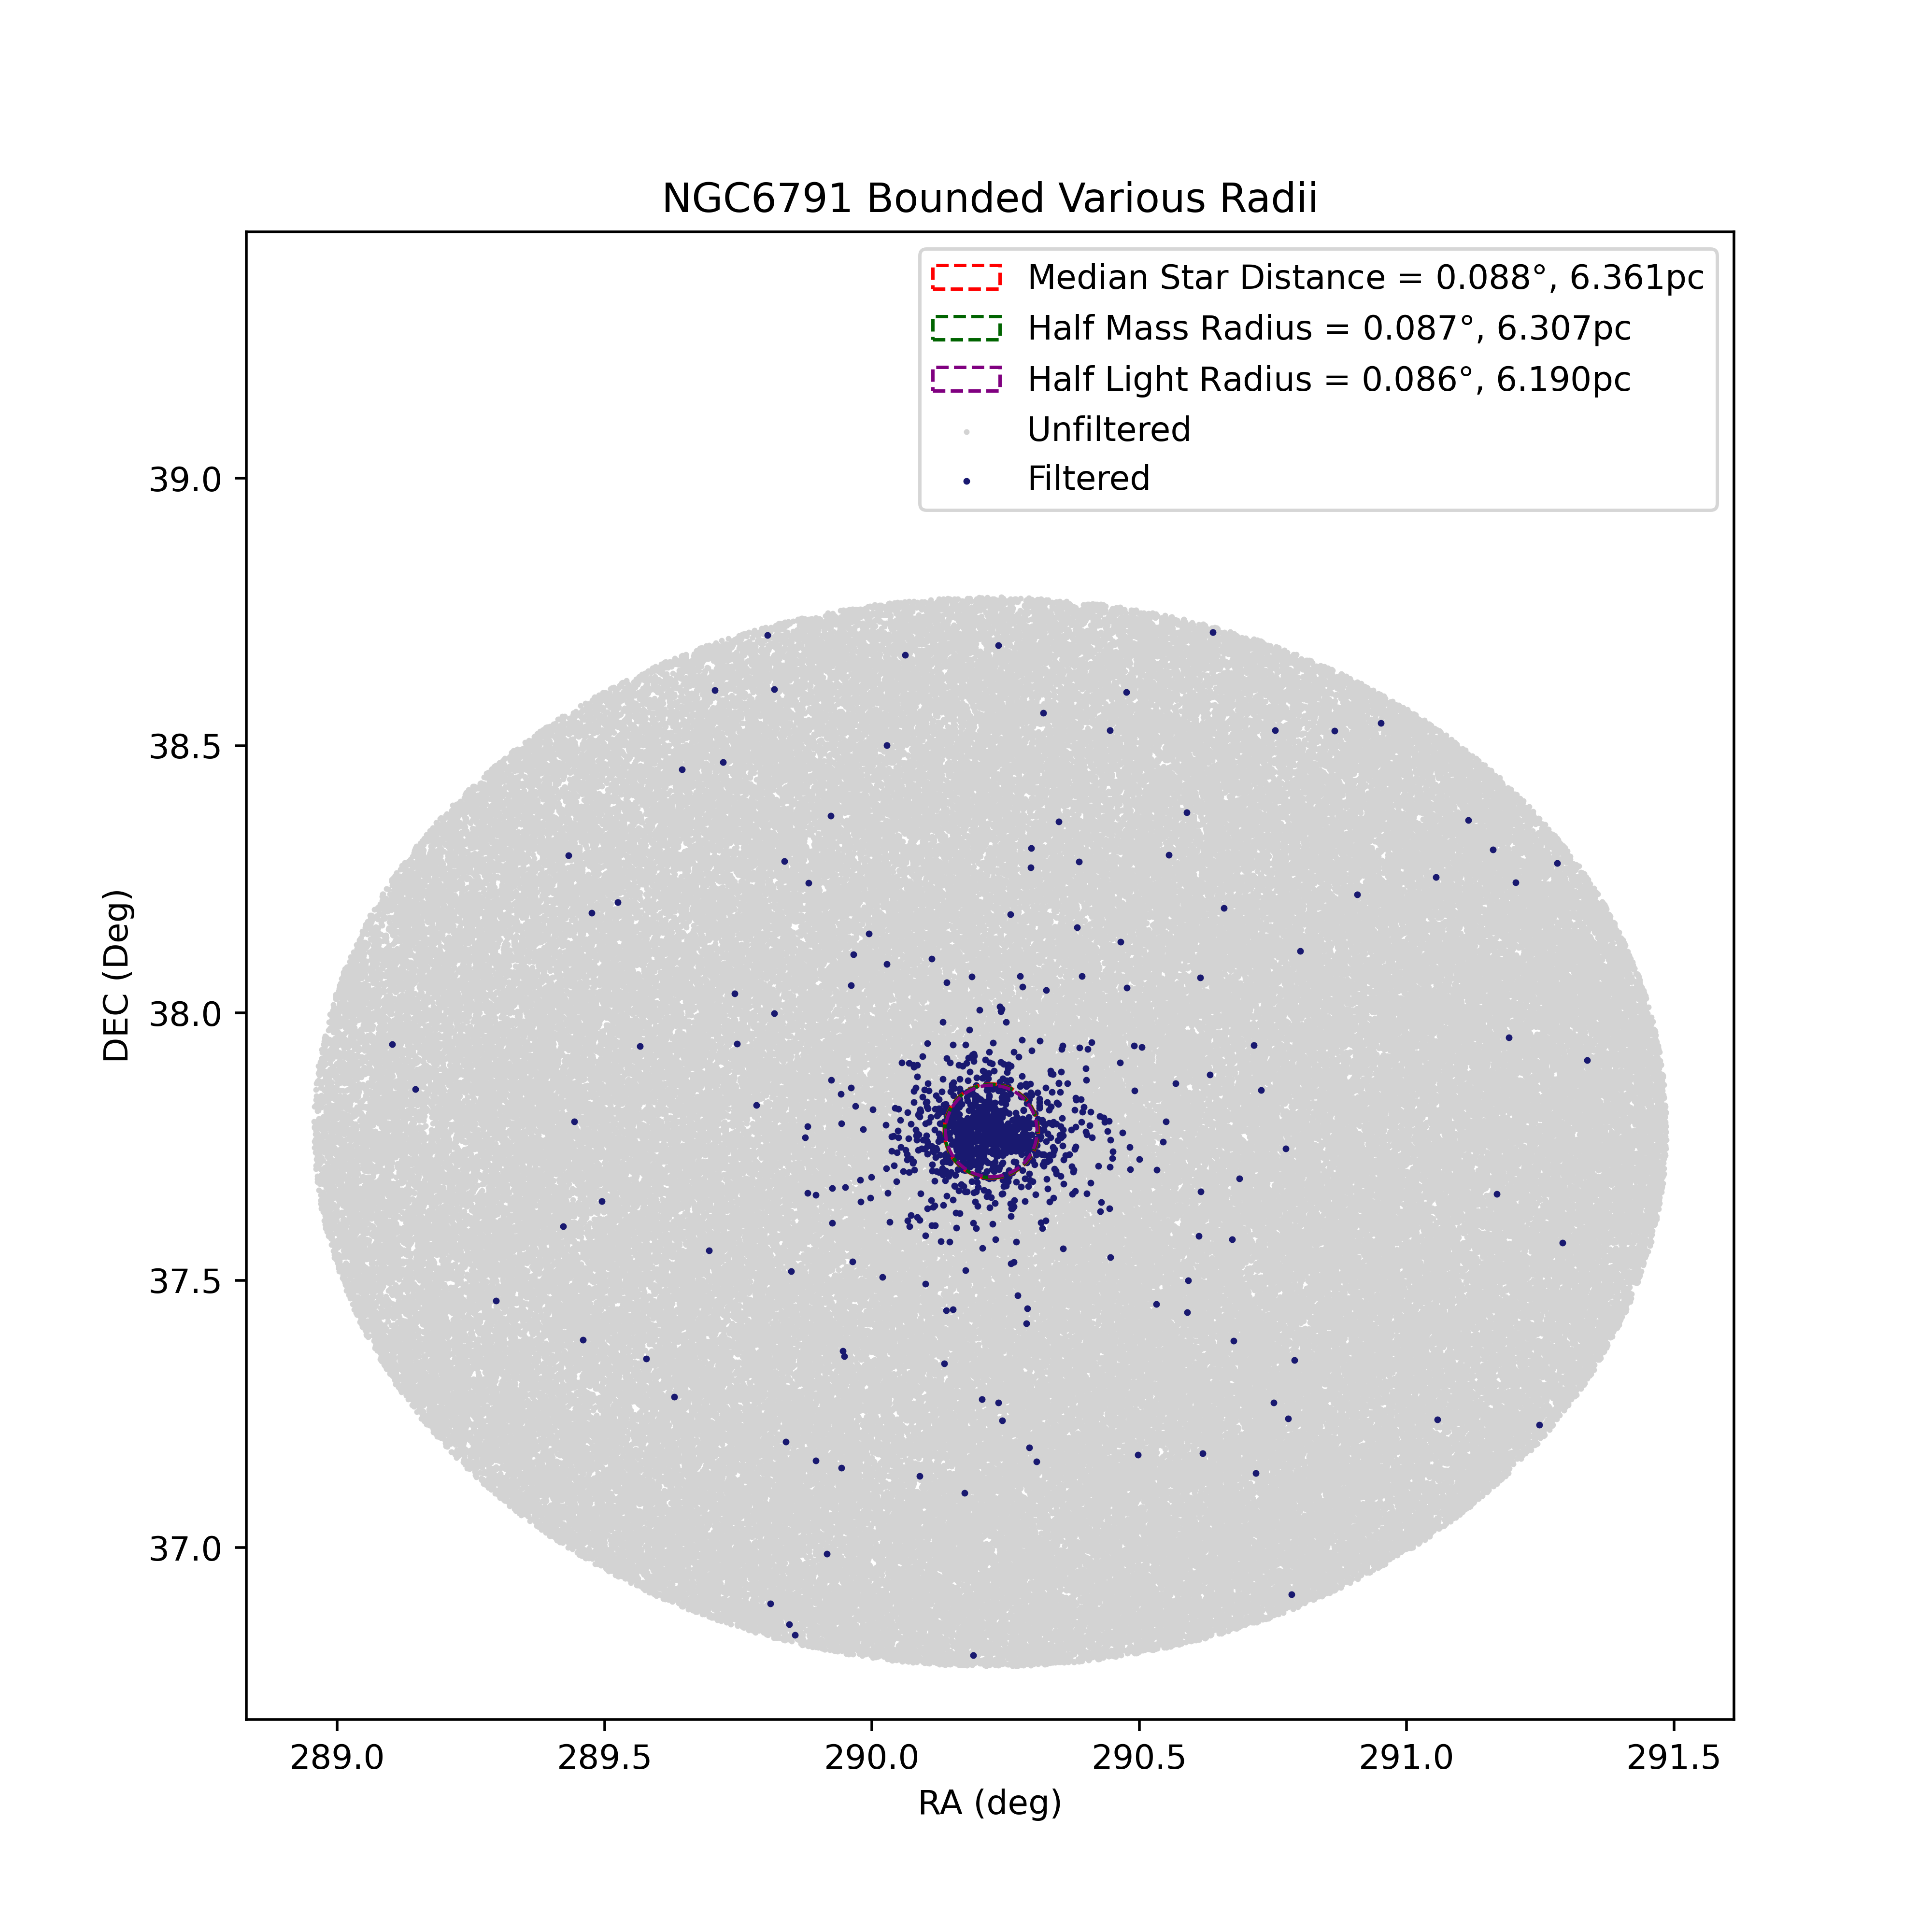 NGC6791 Bounded Various Radii
Median Star Distance = 0.088°, 6.361pc
Half Mass Radius = 0.087°, 6.307pc
Half Light Radius = 0.086°, 6.190pc
Unfiltered
Filtered
39.0
38.5
38.0
37.5
37.0
DEC (Deg)
289.0 289.5 290.0 290.5 291.0 291.5
RA (deg)